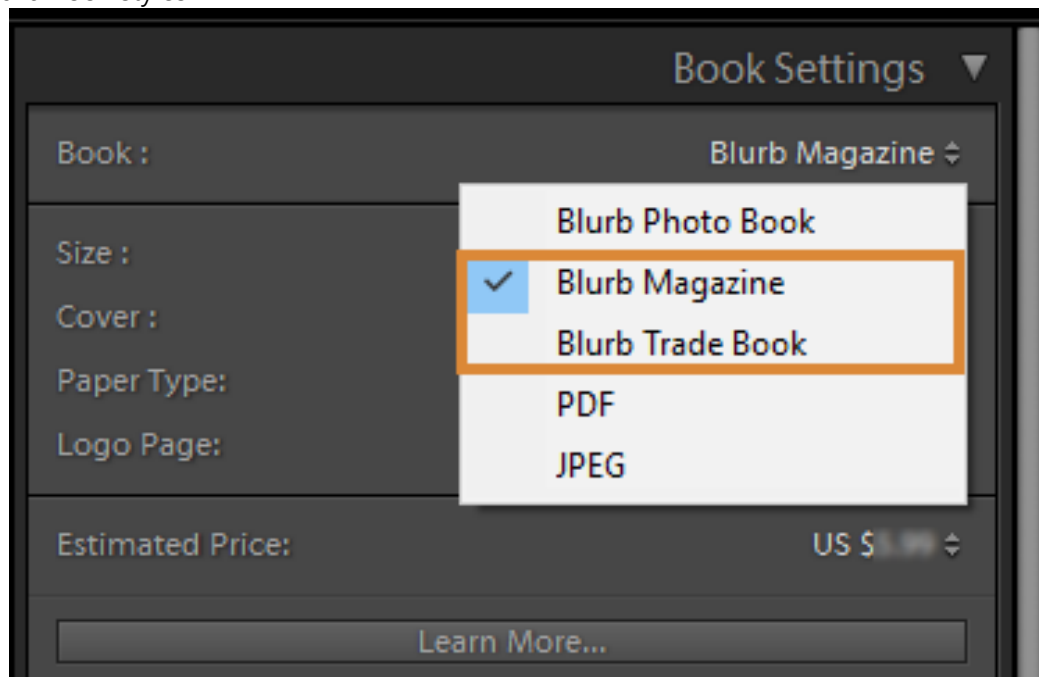 Book Settings ▼
Book : Blurb Magazine
Blurb Photo Book
Size :
✓ Blurb Magazine
Cover :
Blurb Trade Book
Paper Type:
PDF
Logo Page:
JPEG
Estimated Price: US $
Learn More...